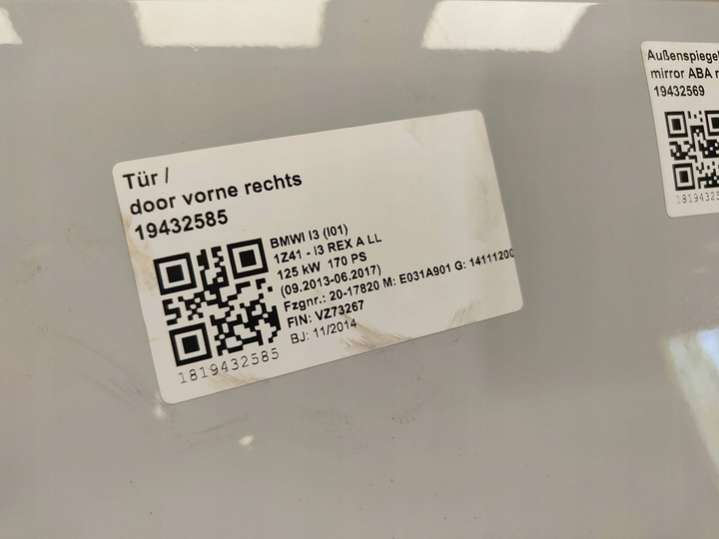 Tür /
door vorne rechts
19432585
BMWI I3 (I01)
1Z41 - I3 REX A LL
125 kW 170 PS
(09.2013-06.2017)
Fzgnr.: 20-17820 M: E031A901 G: 1411120
FIN: VZ73267
BJ: 11/2014
1819432585
Außenspiegel
mirror ABA
19432569